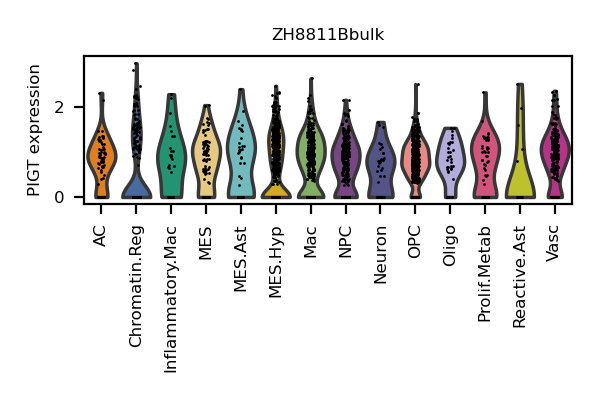 ZH8811Bbulk
PIGT expression
2
0
AC
Chromatin.Reg
Inflammatory.Mac
MES
MES.Ast
MES.Hyp
Mac
NPC
Neuron
OPC
Oligo
Prolif.Metab
Reactive.Ast
Vasc